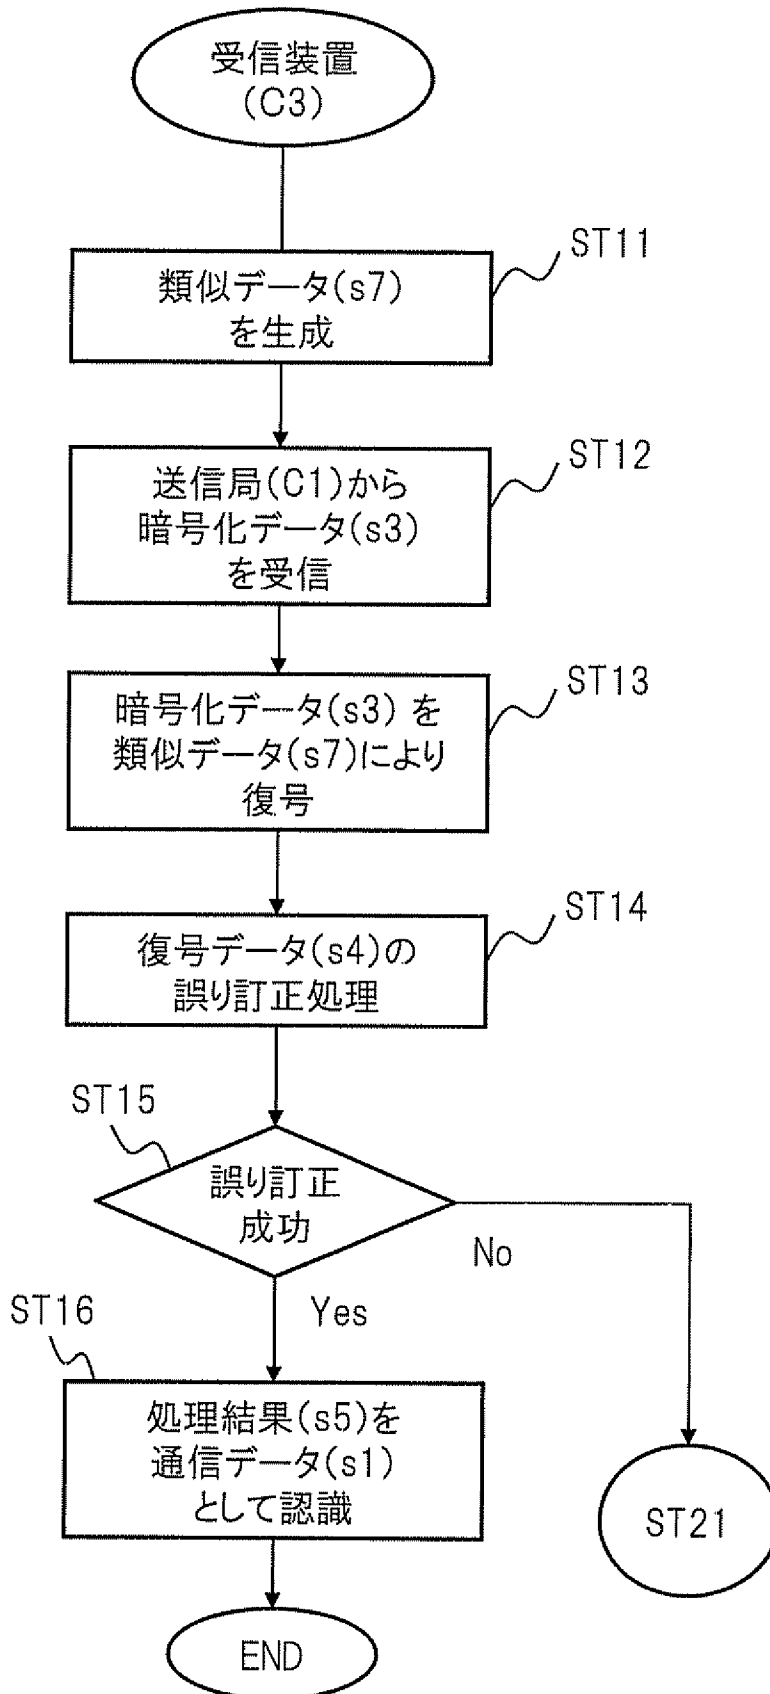 受信装置
(C3)
ST11
類似データ(s7)
を生成
ST12
送信局(C1)から
暗号化データ(s3)
を受信
ST13
暗号化データ(s3) を
類似データ(s7)により
復号
ST14
復号データ(s4)の
誤り訂正処理
ST15
誤り訂正
成功
No
Yes
ST16
処理結果(s5)を
通信データ(s1)
として認識
ST21
END